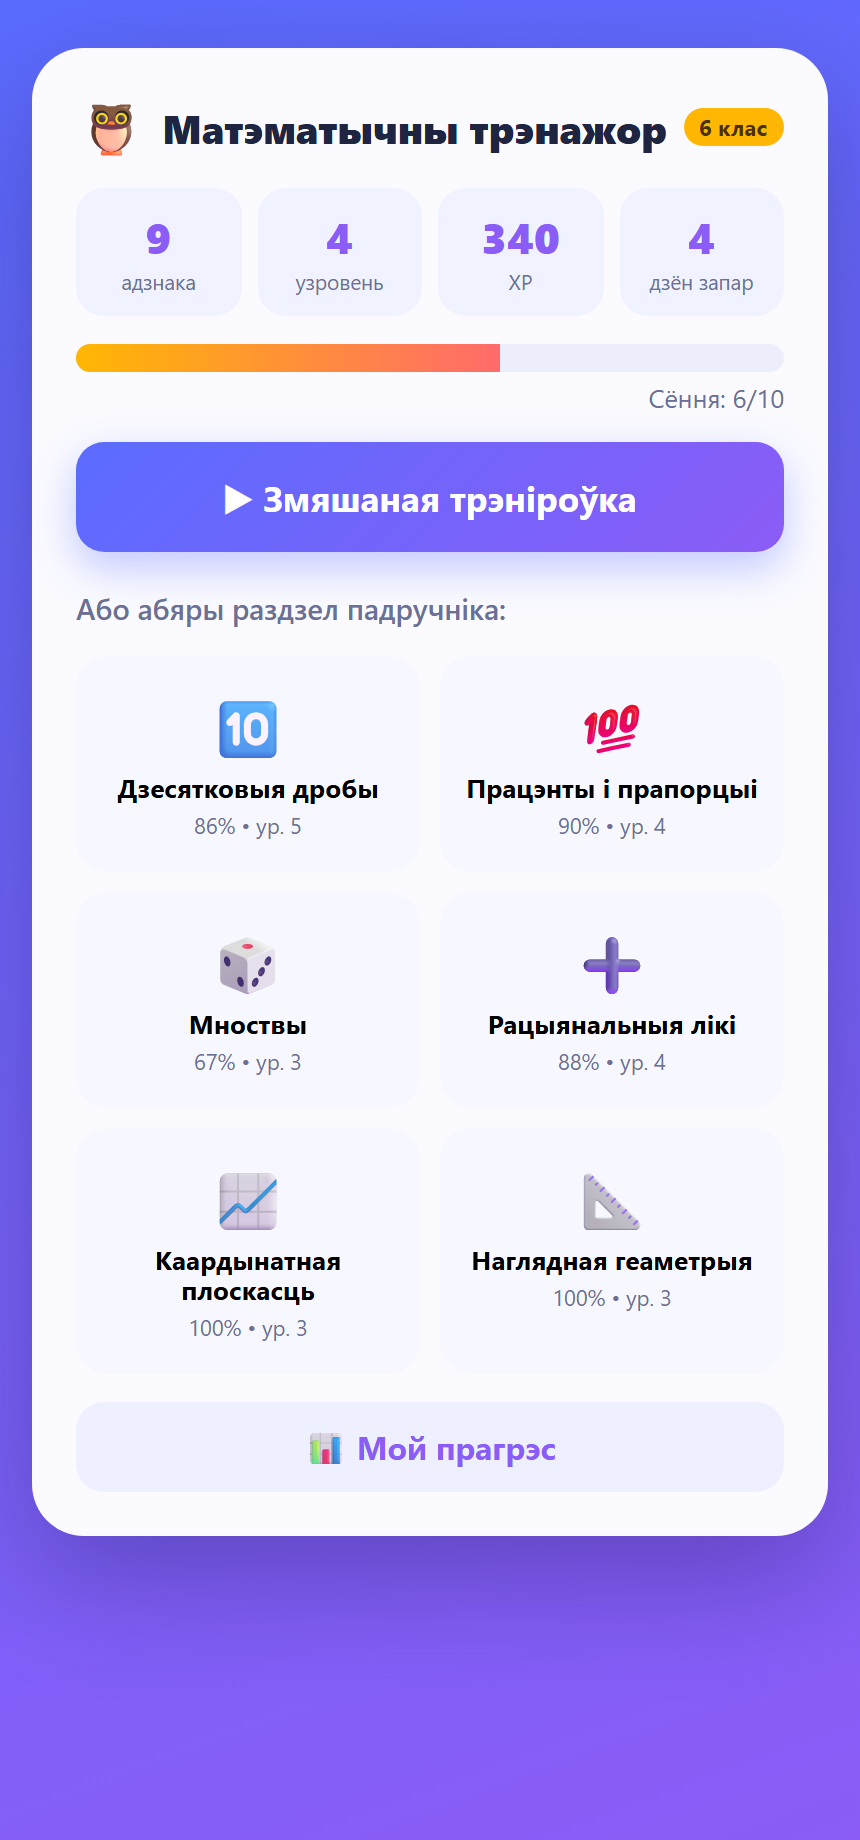 Матэматычны трэнажор
6 клас
9
адзнака
4
узровень
340
XP
4
дзён запар
Сёння: 6/10
▶ Змяшаная трэніроўка
Або абяры раздзел падручніка:
10
Дзесятковыя дробы
86% • ур. 5
100
Працэнты і прапорцыі
90% • ур. 4
Мноствы
67% • ур. 3
Рацыянальныя лікі
88% • ур. 4
Каардынатная
плоскасць
100% • ур. 3
Наглядная геаметрыя
100% • ур. 3
Мой прагрэс